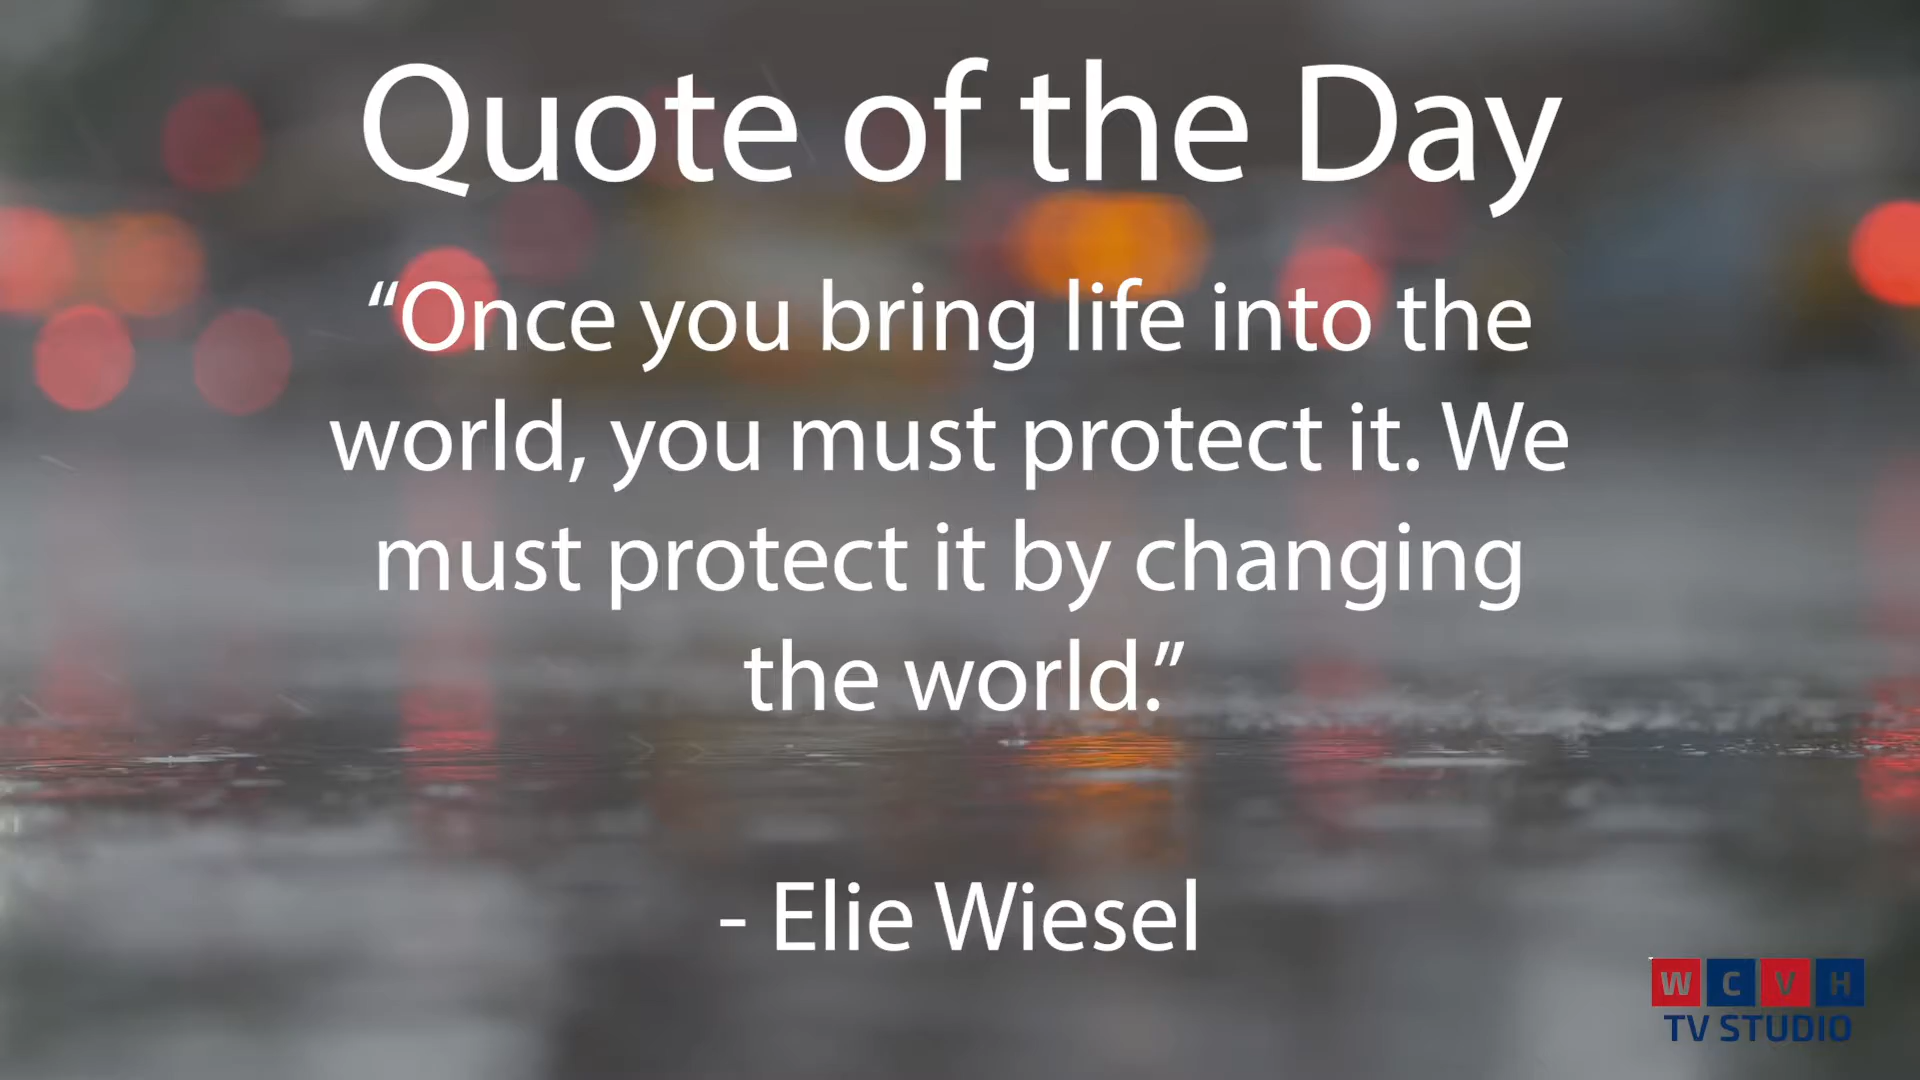 Quote of the Day
“Once you bring life into the
world, you must protect it. We
must protect it by changing
the world.”
- Elie Wiesel
WCVH
TV STUDIO